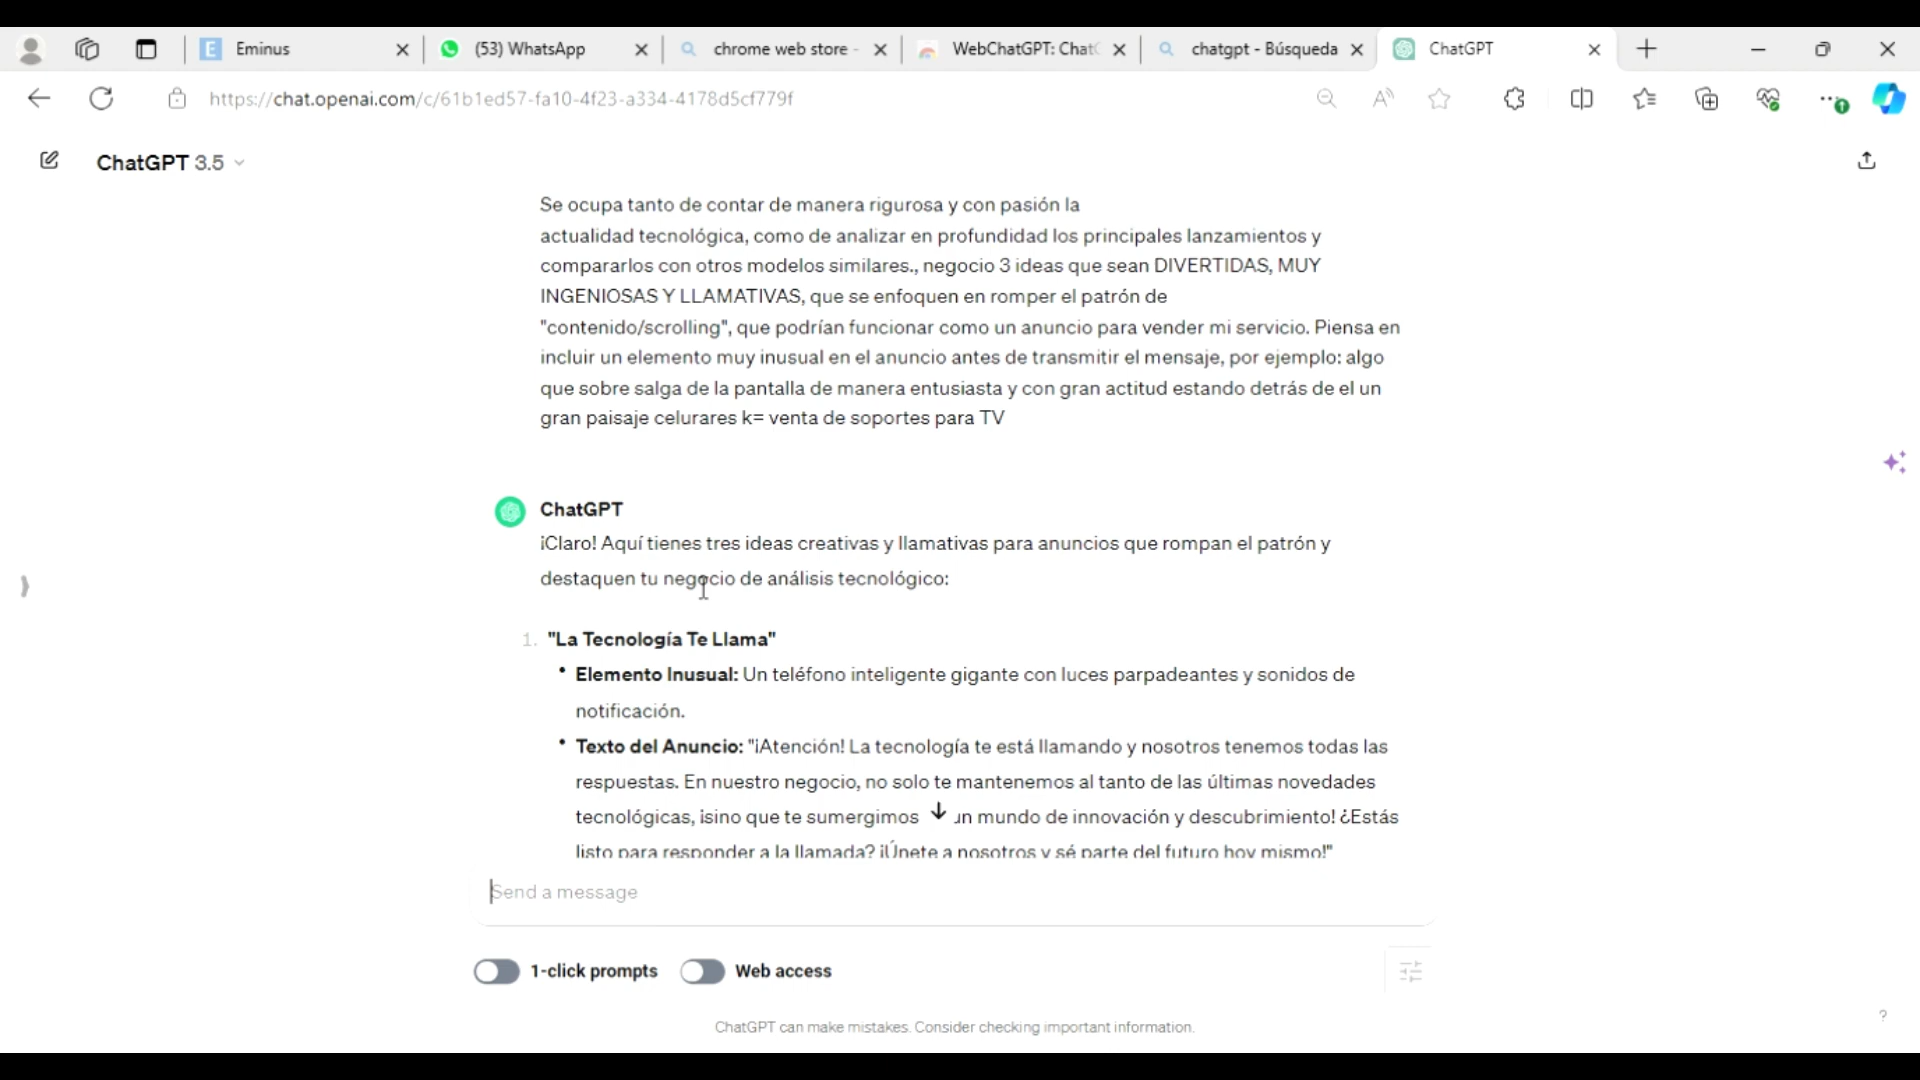 Eminus
(53) WhatsApp
chrome web store -
WebChatGPT: ChatG
chatgpt - Búsqueda
ChatGPT
https://chat.openai.com/c/61b1ed57-fa10-4f23-a334-4178d5cf779f
ChatGPT 3.5
Se ocupa tanto de contar de manera rigurosa y con pasión la
actualidad tecnológica, como de analizar en profundidad los principales lanzamientos y
compararlos con otros modelos similares., negocio 3 ideas que sean DIVERTIDAS, MUY
INGENIOSAS Y LLAMATIVAS, que se enfoquen en romper el patrón de
"contenido/scrolling", que podrían funcionar como un anuncio para vender mi servicio. Piensa en
incluir un elemento muy inusual en el anuncio antes de transmitir el mensaje, por ejemplo: algo
que sobre salga de la pantalla de manera entusiasta y con gran actitud estando detrás de el un
gran paisaje celurares k= venta de soportes para TV
ChatGPT
¡Claro! Aquí tienes tres ideas creativas y llamativas para anuncios que rompan el patrón y
destaquen tu negocio de análisis tecnológico:
1. "La Tecnología Te Llama"
• Elemento Inusual: Un teléfono inteligente gigante con luces parpadeantes y sonidos de
notificación.
• Texto del Anuncio: "¡Atención! La tecnología te está llamando y nosotros tenemos todas las
respuestas. En nuestro negocio, no solo te mantenemos al tanto de las últimas novedades
tecnológicas, ¡sino que te sumergimos un mundo de innovación y descubrimiento! ¿Estás
listo para responder a la llamada? ¡Únete a nosotros y sé parte del futuro hoy mismo!"
Send a message
1-click prompts
Web access
ChatGPT can make mistakes. Consider checking important information.
?